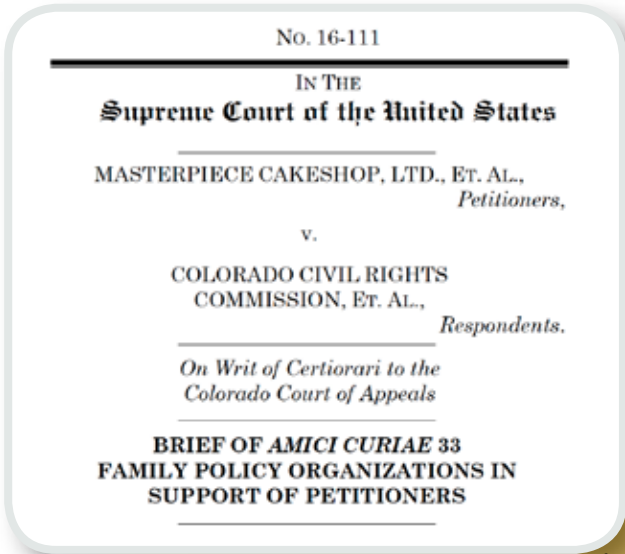 No. 16-111
In The
Supreme Court of the United States
MASTERPIECE CAKESHOP, LTD., ET. AL.,
Petitioners,
v.
COLORADO CIVIL RIGHTS
COMMISSION, ET. AL.,
Respondents.
On Writ of Certiorari to the
Colorado Court of Appeals
BRIEF OF AMICI CURIAE 33
FAMILY POLICY ORGANIZATIONS IN
SUPPORT OF PETITIONERS